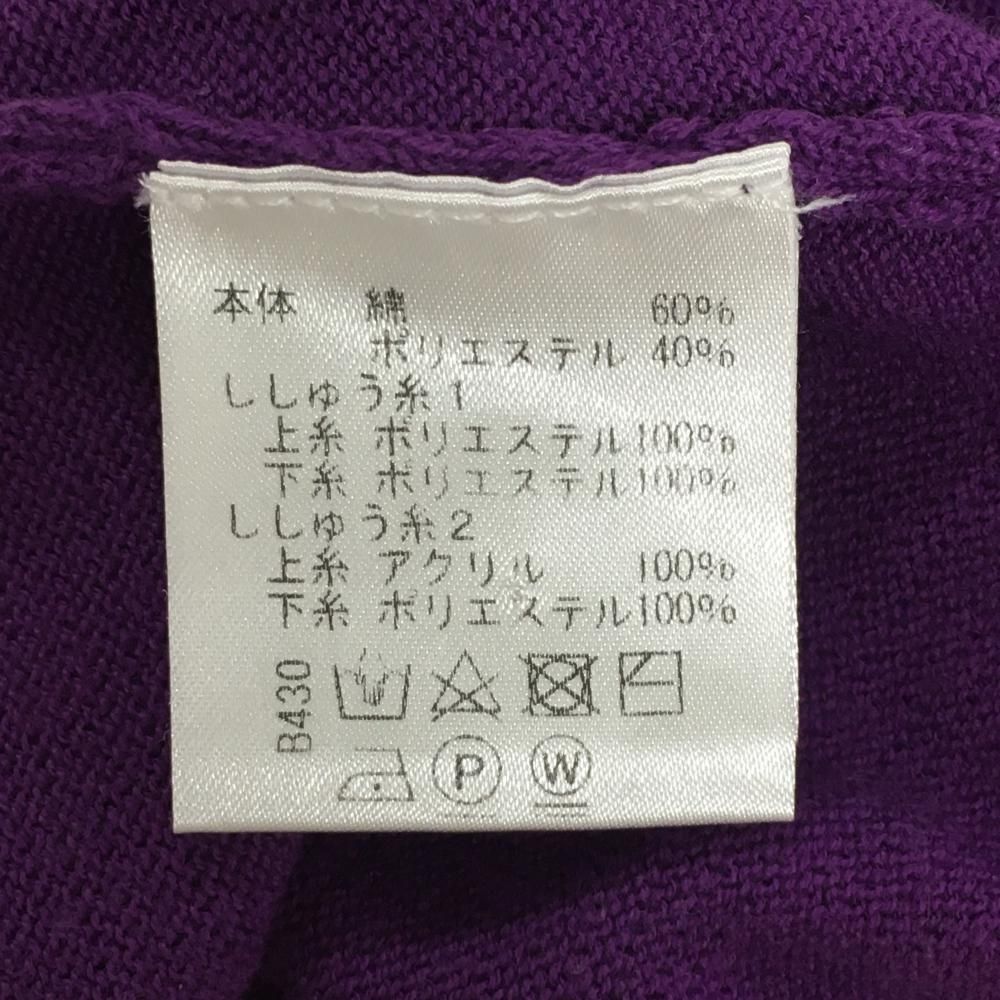 本体 綿 60%
ポリエステル 40%
ししゅう糸1
上糸 ポリエステル100%
下糸 ポリエステル100%
ししゅう糸2
上糸 アクリル 100%
下糸 ポリエステル100%
B430
P W